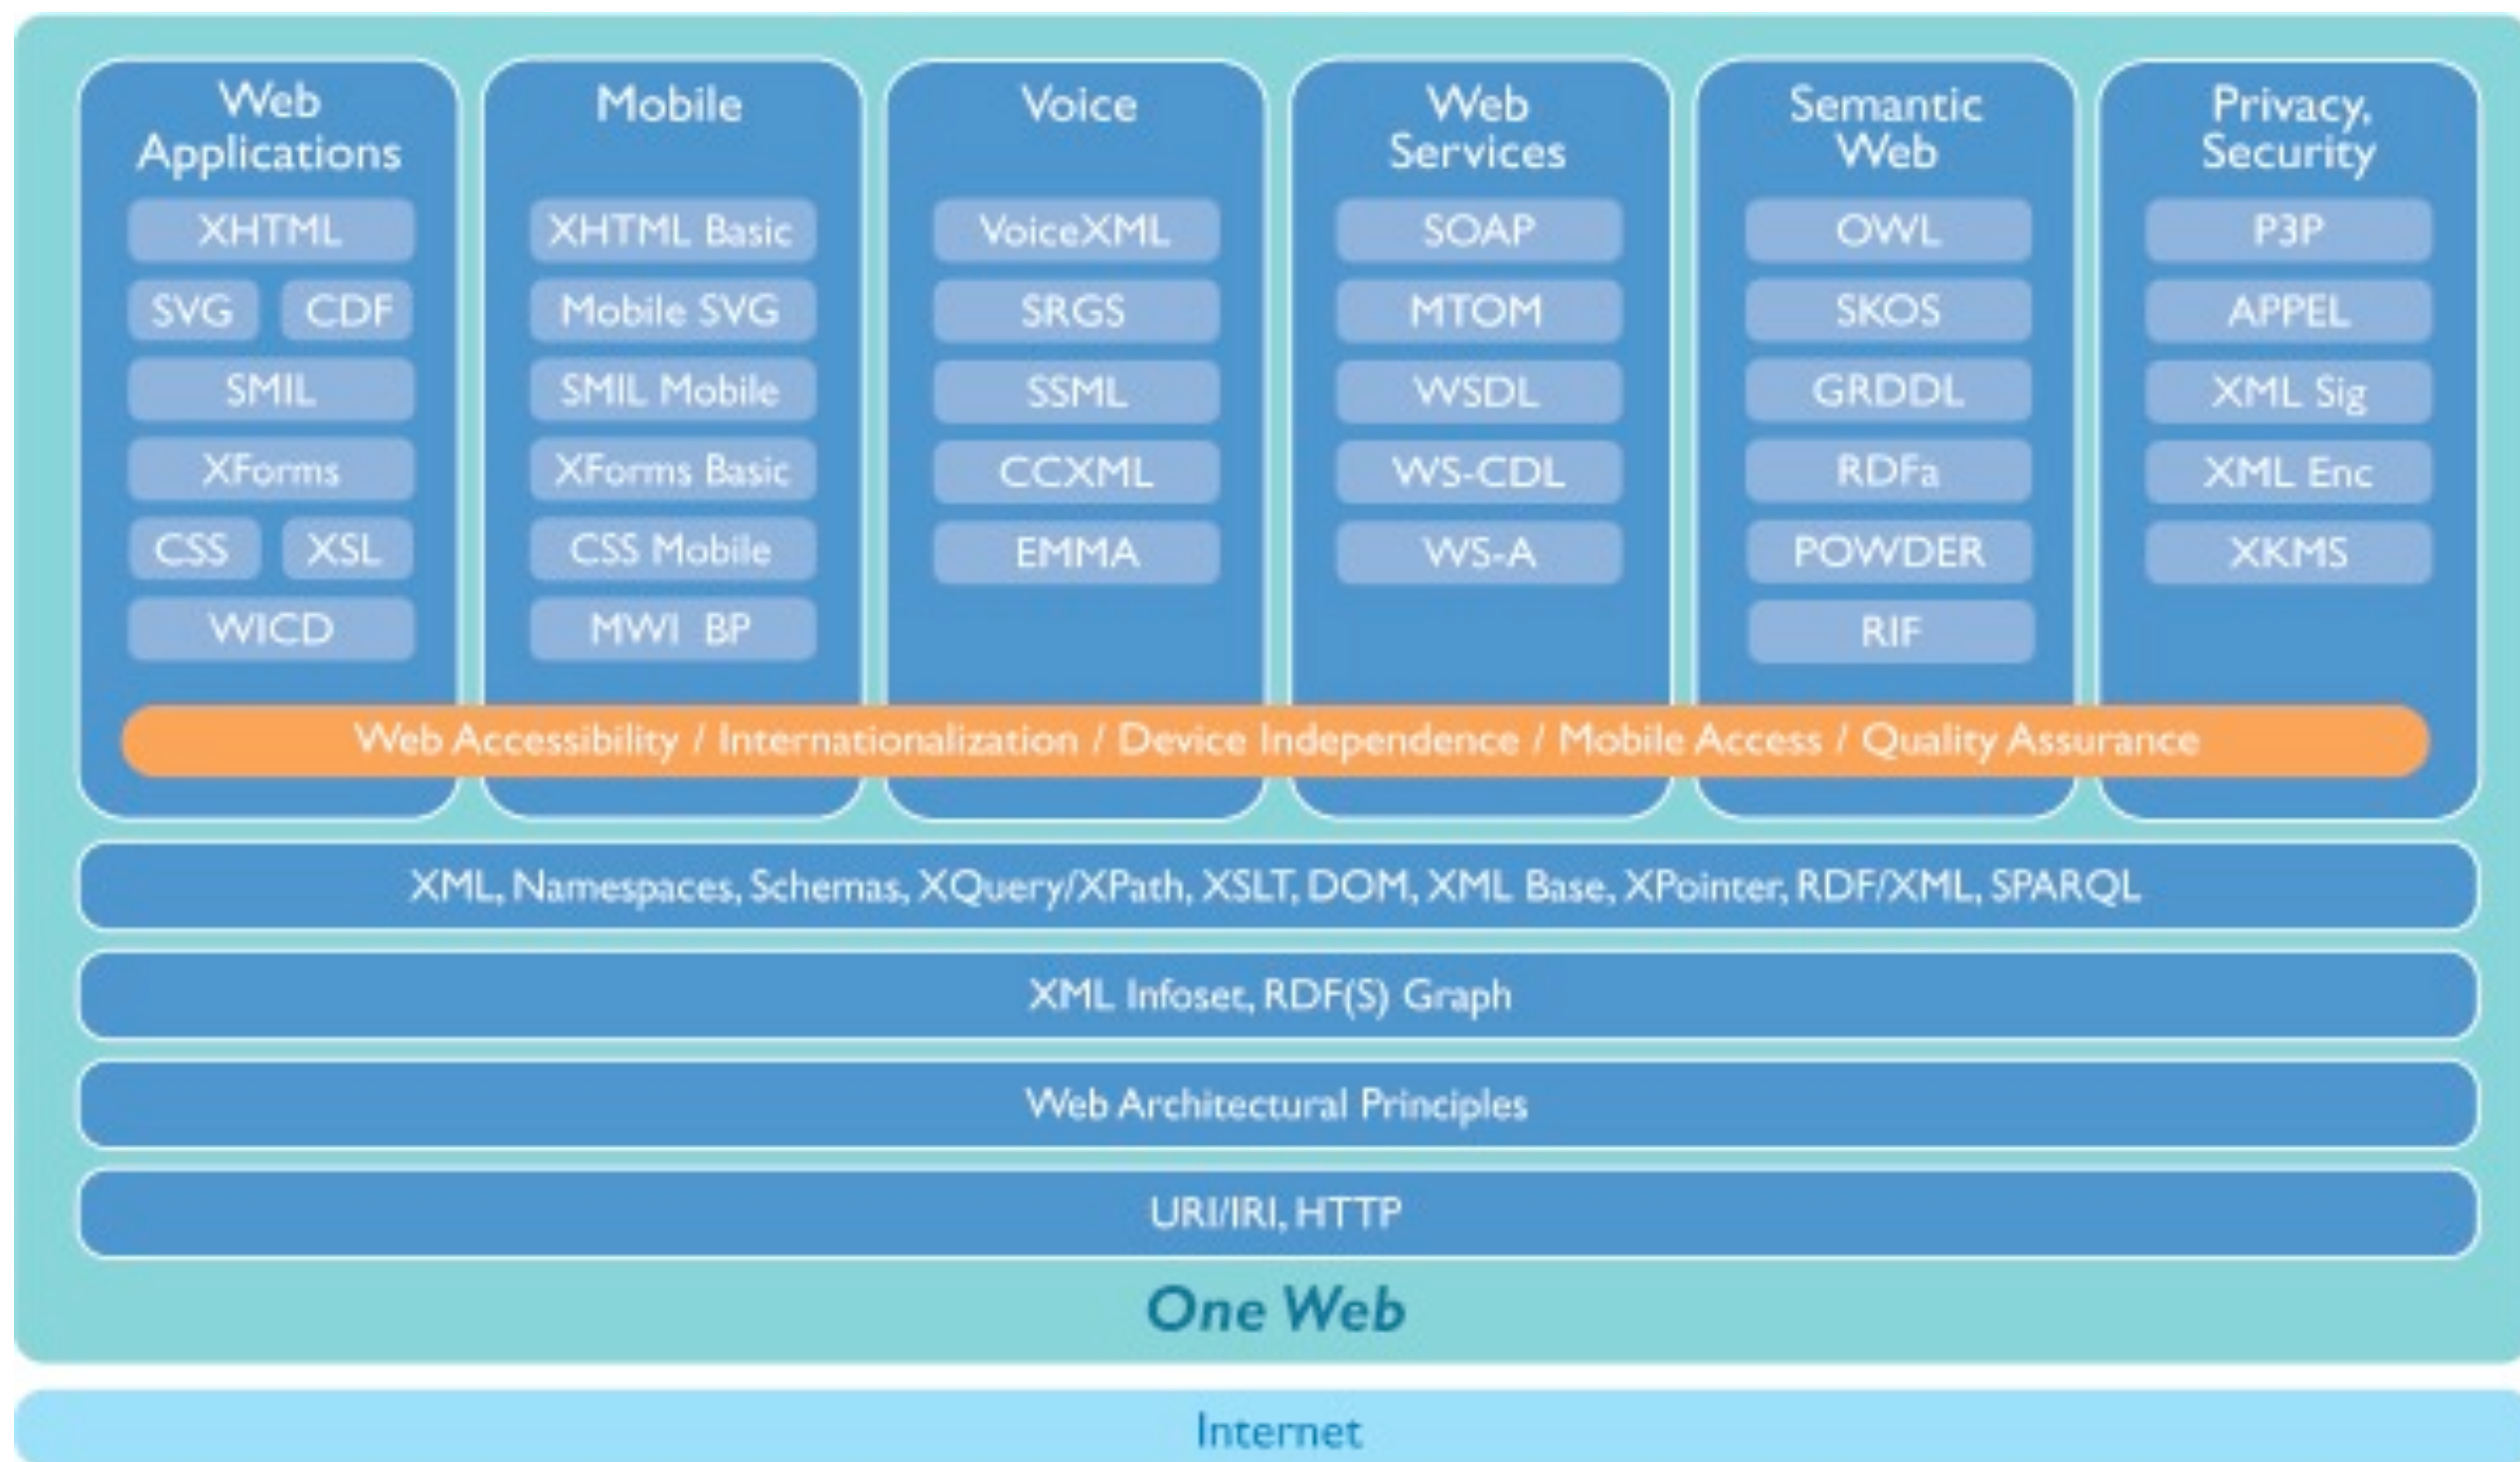 Web
Applications
XHTML
SVG CDF
SMIL
XForms
CSS XSL
WICD
Mobile
XHTML Basic
Mobile SVG
SMIL Mobile
XForms Basic
CSS Mobile
MWI BP
Voice
VoiceXML
SRGS
SSML
CCXML
EMMA
Web
Services
SOAP
MTOM
WSDL
WS-CDL
WS-A
Semantic
Web
OWL
SKOS
GRDDL
RDFa
POWDER
RIF
Privacy,
Security
P3P
APPEL
XML Sig
XML Enc
XKMS
Web Accessibility / Internationalization / Device Independence / Mobile Access / Quality Assurance
XML, Namespaces, Schemas, XQuery/XPath, XSLT, DOM, XML Base, XPointer, RDF/XML, SPARQL
XML Infoset, RDF(S) Graph
Web Architectural Principles
URI/IRI, HTTP
One Web
Internet